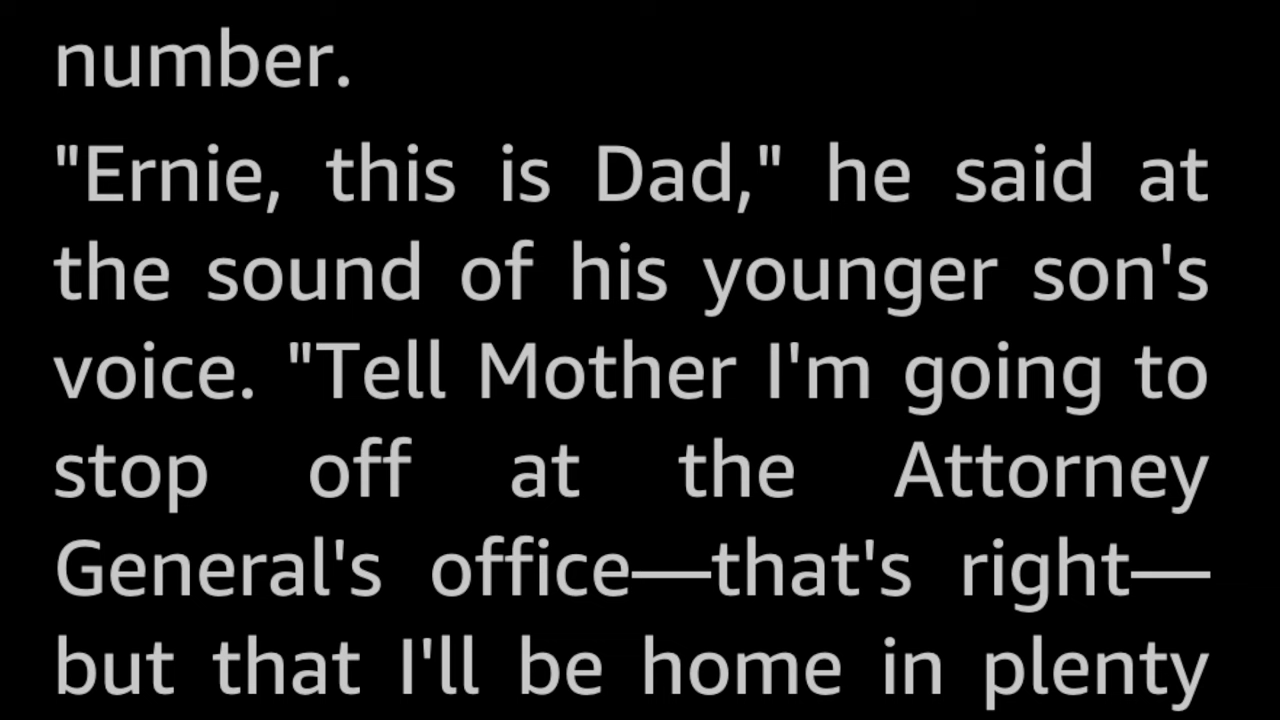 number.
"Ernie, this is Dad," he said at
the sound of his younger son's
voice. "Tell Mother I'm going to
stop off at the Attorney
General's office—that's right—
but that I'll be home in plenty